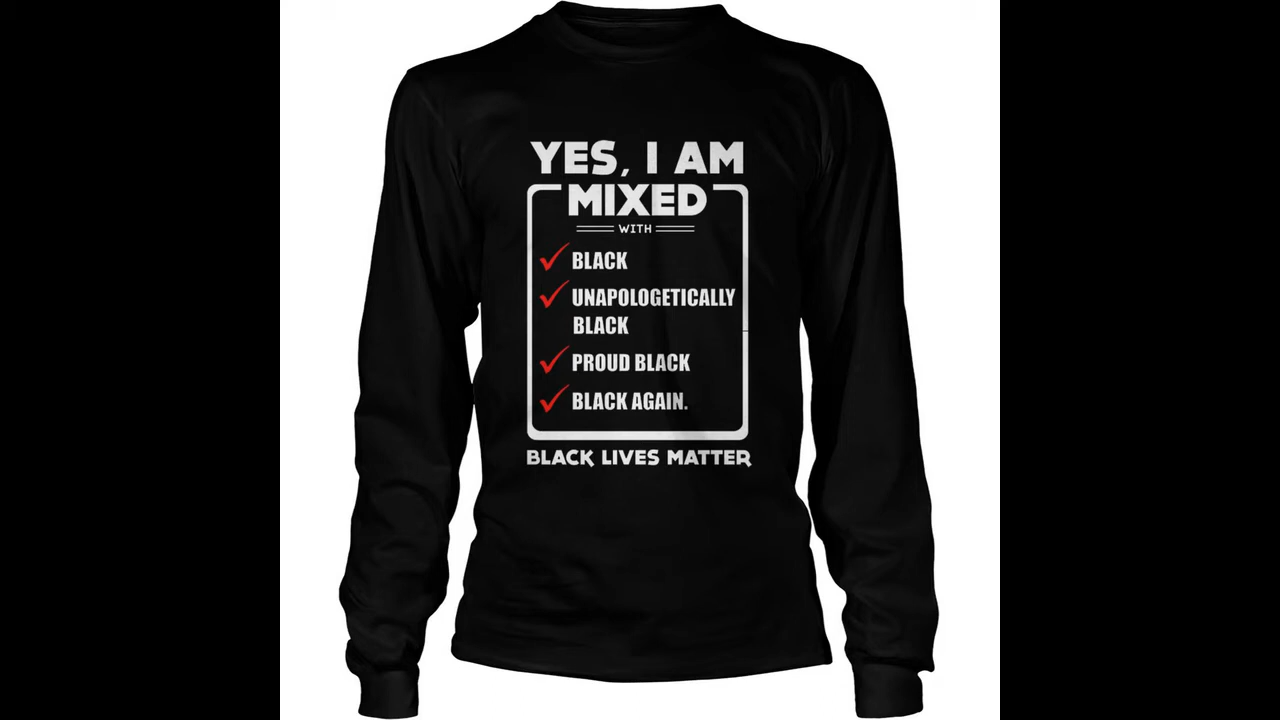 YES, I AM
MIXED
WITH
BLACK
UNAPOLOGETICALLY
BLACK
PROUD BLACK
BLACK AGAIN.
BLACK LIVES MATTER